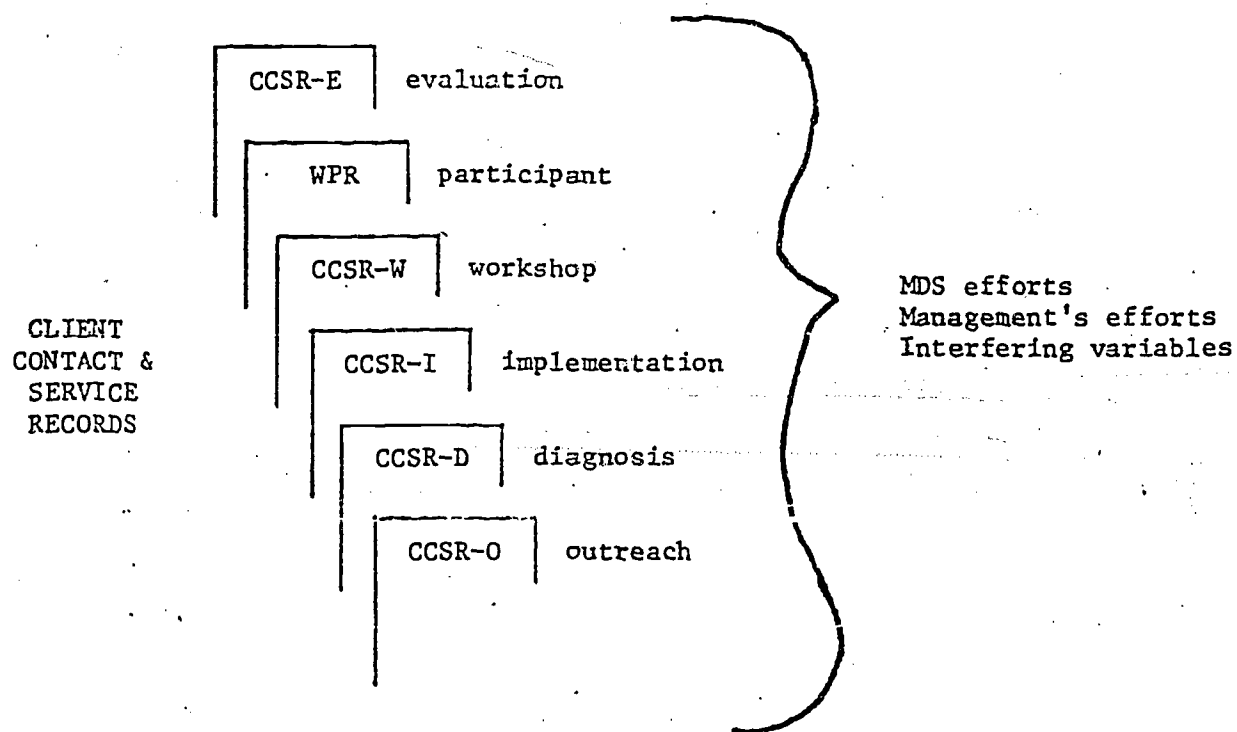 CCSR-E evaluation
WPR participant
CCSR-W workshop
CCSR-I implementation
CCSR-D diagnosis
CCSR-O outreach
CLIENT
CONTACT &
SERVICE
RECORDS
MDS efforts
Management's efforts
Interfering variables